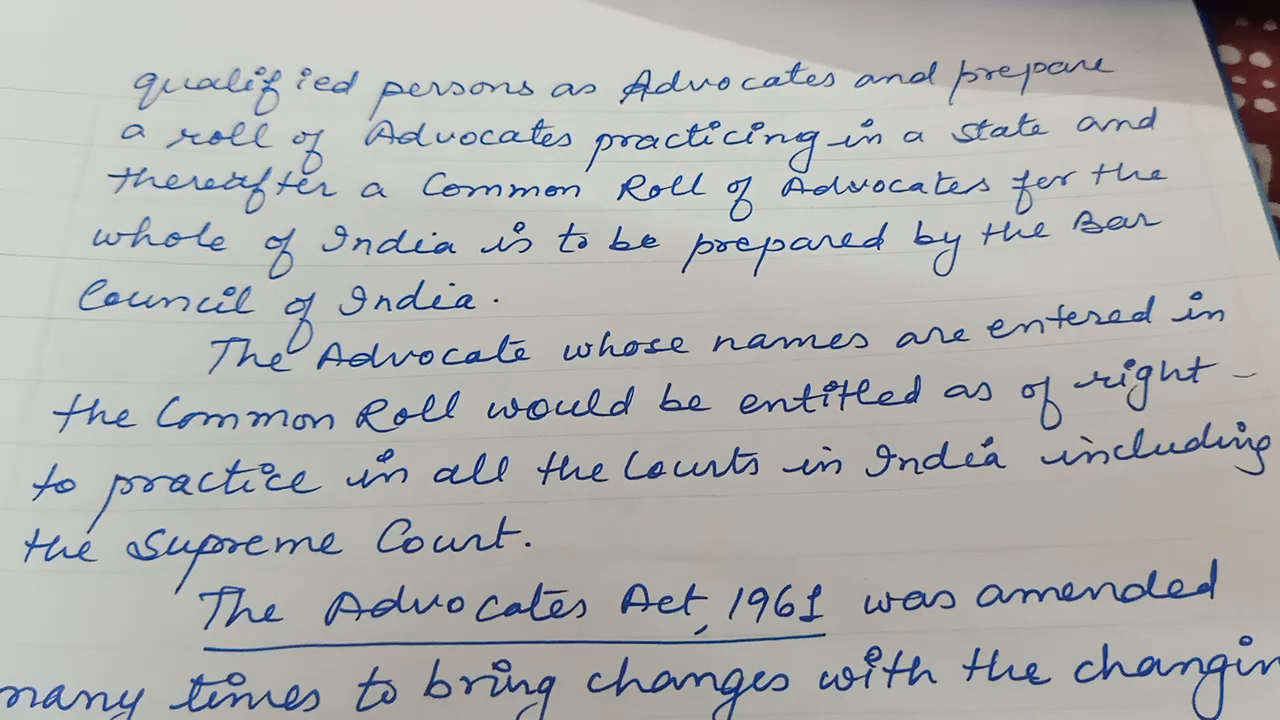 qualified persons as Advocates and prepare
a roll of Advocates practicing in a state and
thereafter a Common Roll of Advocates for the
whole of India is to be prepared by the Bar
Council of India.
The Advocate whose names are entered in
the Common Roll would be entitled as of right -
to practice in all the Courts in India including
the Supreme Court.
The Advocates Act, 1961 was amended
many times to bring changes with the changin